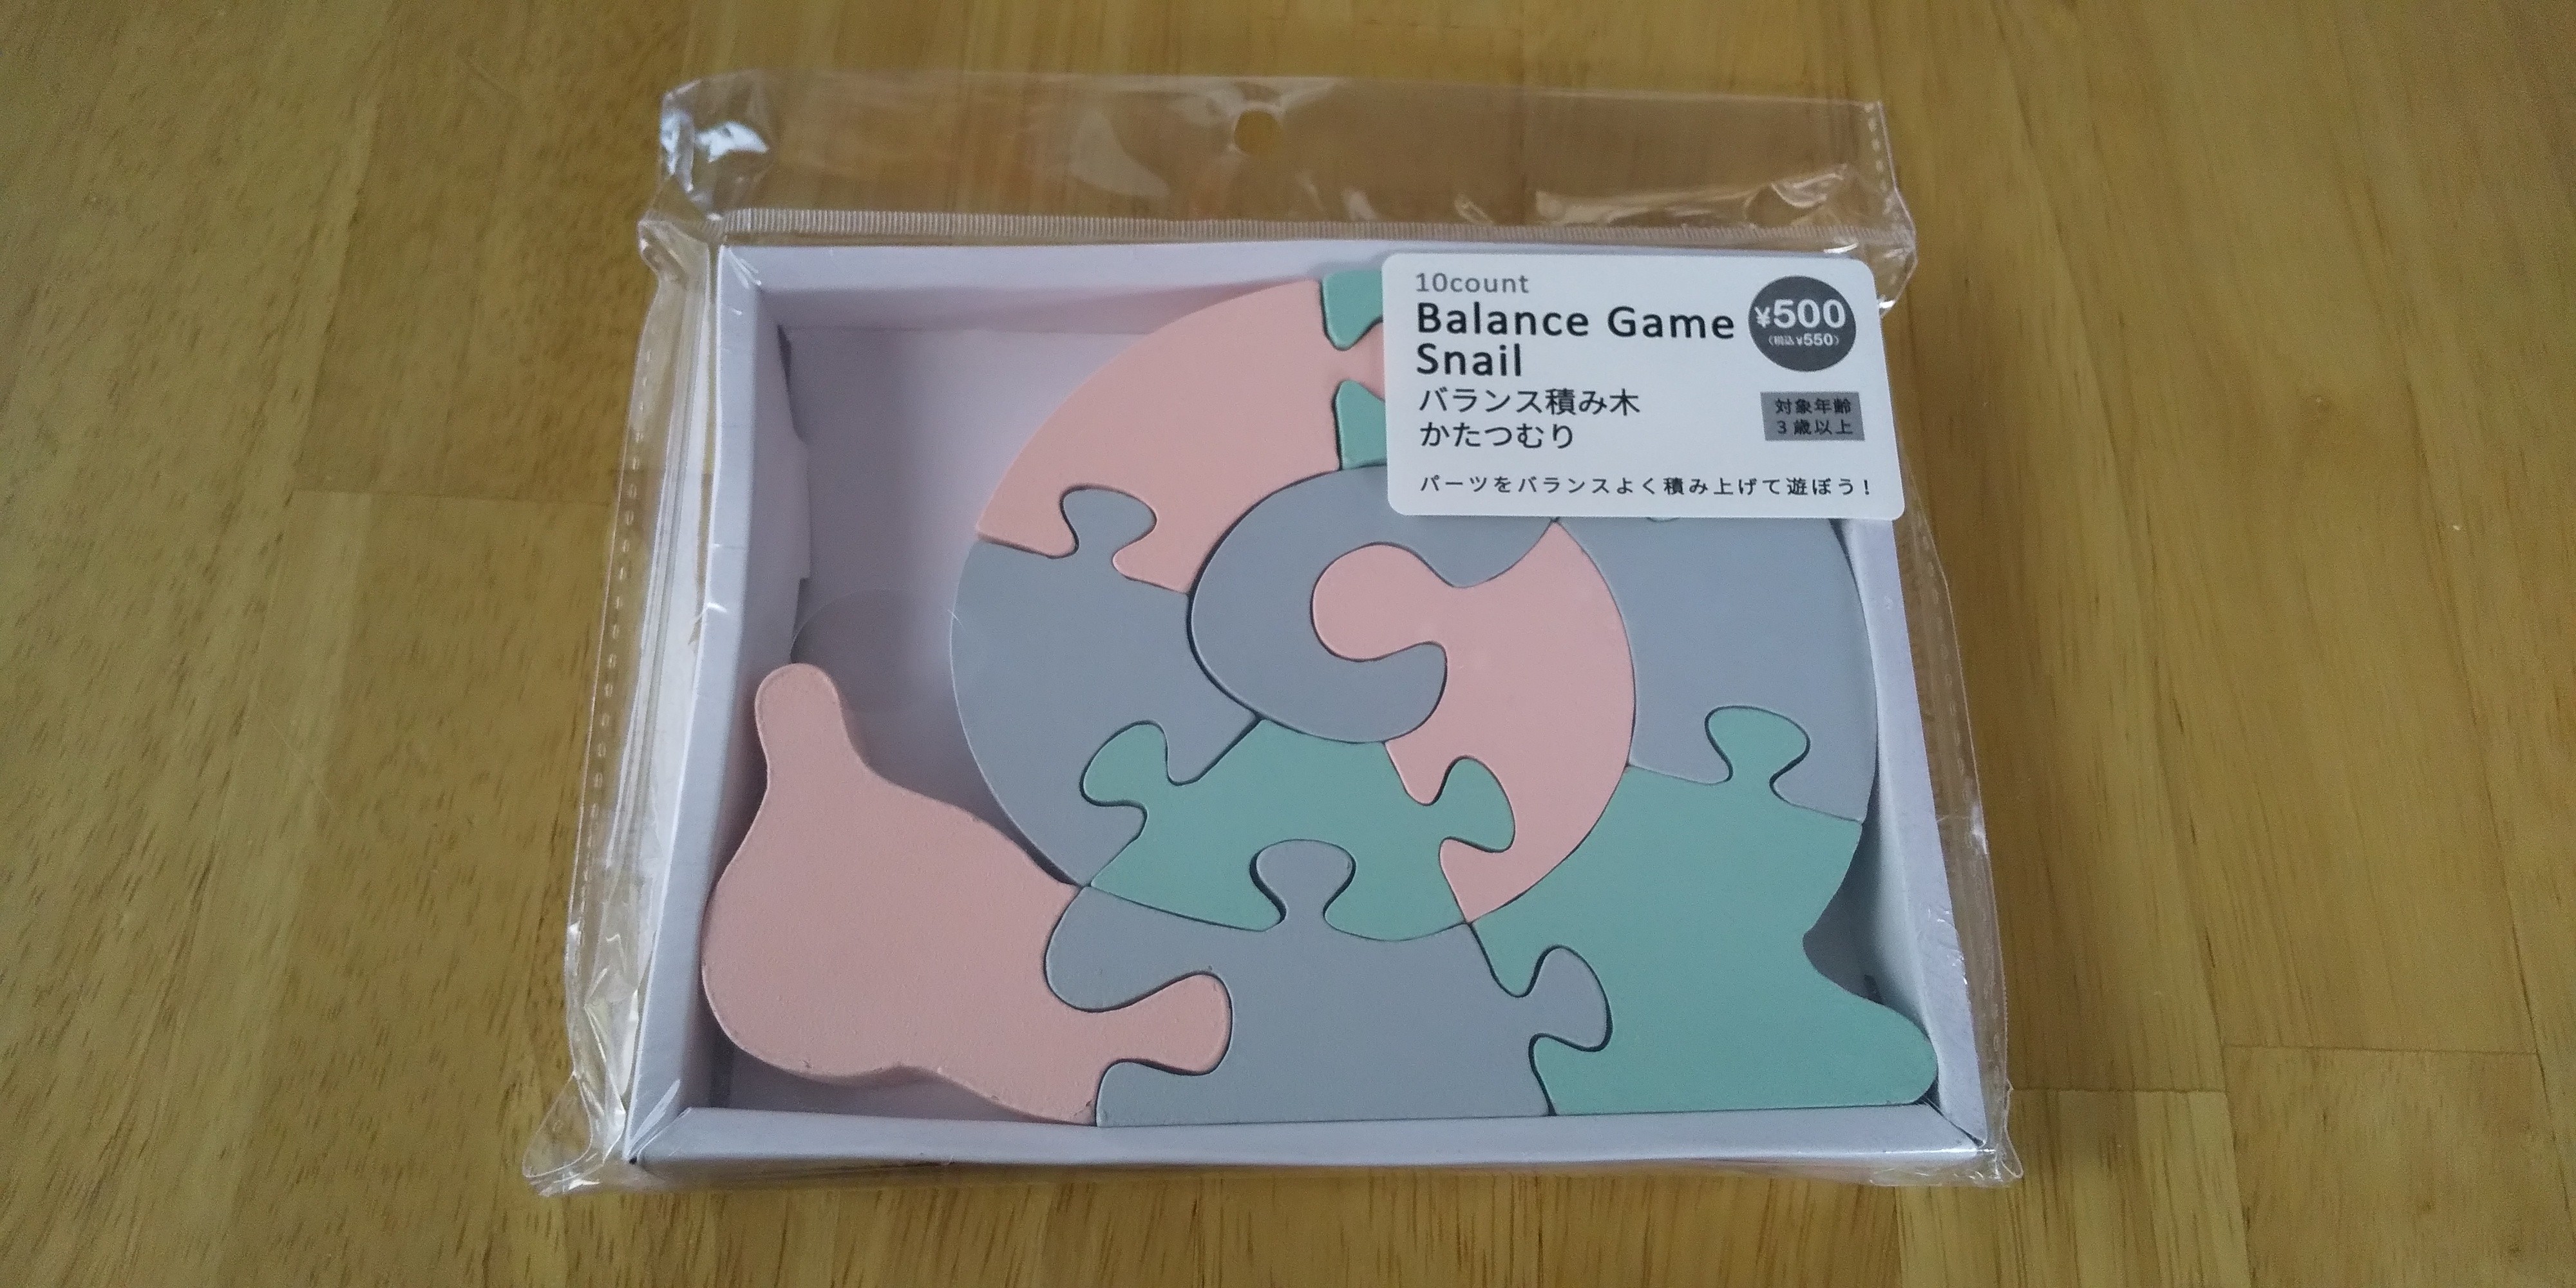 10count
Balance Game
Snail
¥500
(税込¥550)
バランス積み木
かたつむり
対象年齢
3歳以上
パーツをバランスよく積み上げて遊ぼう!